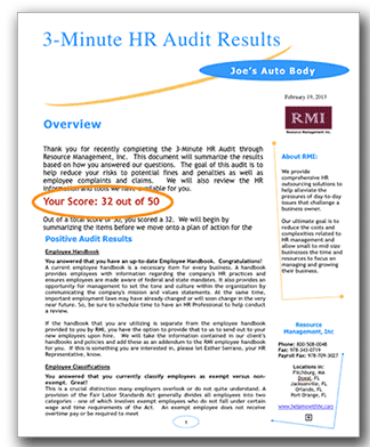 3-Minute HR Audit Results
Joe's Auto Body
February 19, 2013
RMI
Resource Management, Inc.
Overview
Thank you for recently completing the 3-Minute HR Audit through
Resource Management, Inc. This document will summarize the results
based on how you answered our questions. The goal of this audit is to
help reduce your risks to potential fines and penalties as well as
employee complaints and claims. We will also review the HR
information and tools we have available for you.
Your Score: 32 out of 50
Out of a total score of 50, you scored a 32. We will begin by
summarizing the items before we move onto a plan of action for the
Positive Audit Results
Employee Handbook
You answered that you have an up-to-date Employee Handbook. Congratulations!
A current employee handbook is a necessary item for every business. A handbook
provides employees with information regarding the company's HR practices and
ensures employees are made aware of federal and state mandates. It also provides an
opportunity for management to set the tone and culture within the organization by
communicating the company's mission and values statements. At the same time,
important employment laws may have already changed or will soon change in the very
near future. So, be sure to schedule time to have an HR Professional to help conduct
a review.
If the handbook that you are utilizing is separate from the employee handbook
provided to you by RMI, you have the option to provide that to us to send out to your
new employees upon hire. We will take the information contained in our client's
handbooks and policies and add these as an addendum to the RMI employee handbook
for you. If this is something you are interested in, please let Esther Serrano, your HR
Representative, know.
Employee Classifications
You answered that you currently classify employees as exempt versus non-
exempt. Great!
This is a crucial distinction many employers overlook or do not quite understand. A
provision of the Fair Labor Standards Act generally divides all employees into two
categories - one of which involves exempt employees who do not fall under certain
wage and time requirements of the Act. An exempt employee does not receive
overtime pay or be required to meet
About RMI:
We provide
comprehensive HR
outsourcing solutions to
help alleviate the
pressures of day-to-day
issues that challenge a
business owner.
Our ultimate goal is to
reduce the costs and
complexities related to
HR management and
allow small to mid size
businesses the time and
resources to focus on
managing and growing
their business.
Resource
Management, Inc
Phone: 800-508-0048
Fax: 978-343-0719
Payroll Fax: 978-709-3027
Locations in:
Fitchburg, MA
Doral, FL
Jacksonville, FL
Orlando, FL
Port Orange, FL